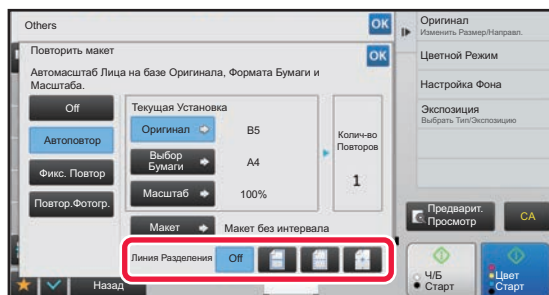 Others
OK
Повторить макет
OK
Автомасштаб Лица на базе Оригинала, Формата Бумаги и
Масштаба.
Off
Автоповтор
Фикс. Повтор
Повтор.Фотогр.
Текущая Установка
Оригинал
B5
Выбор
Бумаги
A4
Масштаб
100%
Колич-во
Повторов
1
Макет
Макет без интервала
Линия Разделения
Off
Назад
Оригинал
Изменить Размер/Направл.
Цветной Режим
Настройка Фона
Экспозиция
Выбрать Тип/Экспозицию
Предварит.
Просмотр
CA
Ч/Б
Старт
Цвет
Старт